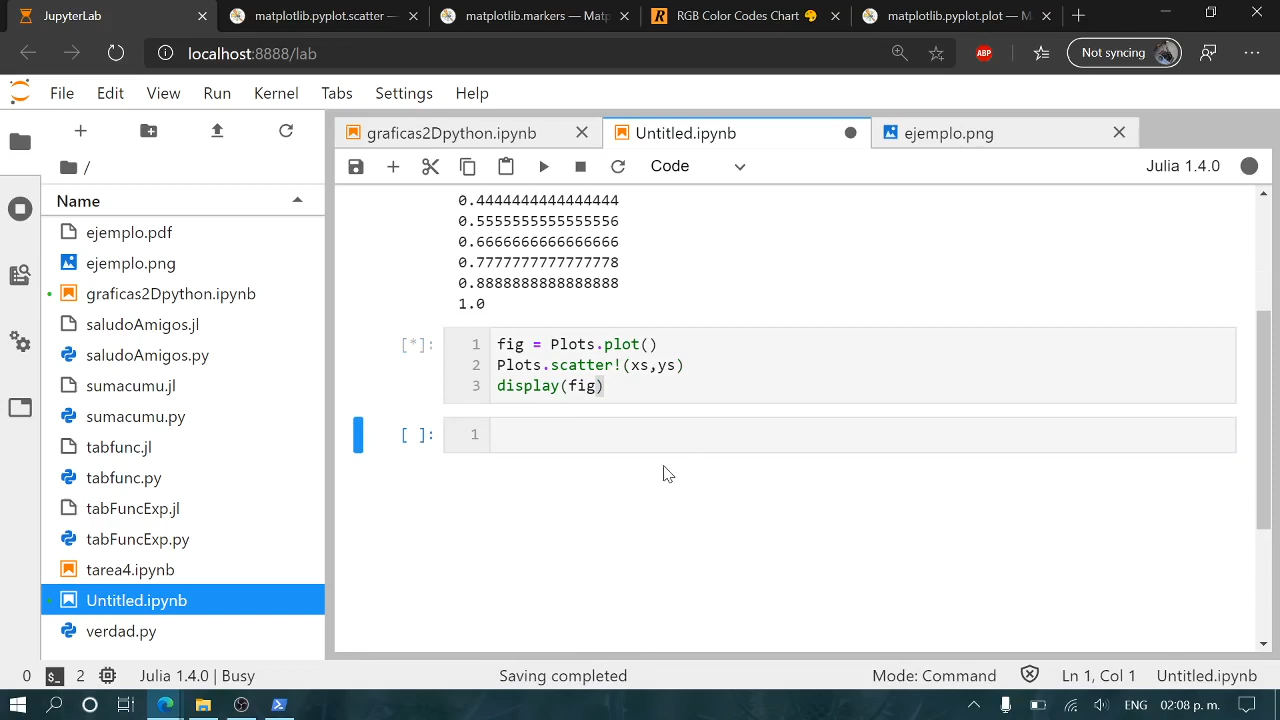 JupyterLab
matplotlib.pyplot.scatter —
matplotlib.markers — Matp
R RGB Color Codes Chart
matplotlib.pyplot.plot — M
localhost:8888/lab
ABP
Not syncing
File Edit View Run Kernel Tabs Settings Help
graficas2Dpython.ipynb
Untitled.ipynb
ejemplo.png
/
Code
Julia 1.4.0
Name
ejemplo.pdf
ejemplo.png
graficas2Dpython.ipynb
saludoAmigos.jl
saludoAmigos.py
sumacumu.jl
sumacumu.py
tabfunc.jl
tabfunc.py
tabFuncExp.jl
tabFuncExp.py
tarea4.ipynb
Untitled.ipynb
verdad.py
0.4444444444444444
0.5555555555555556
0.6666666666666666
0.7777777777777778
0.8888888888888888
1.0
[*]: 1 fig = Plots.plot()
2 Plots.scatter!(xs,ys)
3 display(fig)
[ ]: 1
0 $_ 2 Julia 1.4.0 | Busy Saving completed Mode: Command Ln 1, Col 1 Untitled.ipynb
ENG 02:08 p. m.